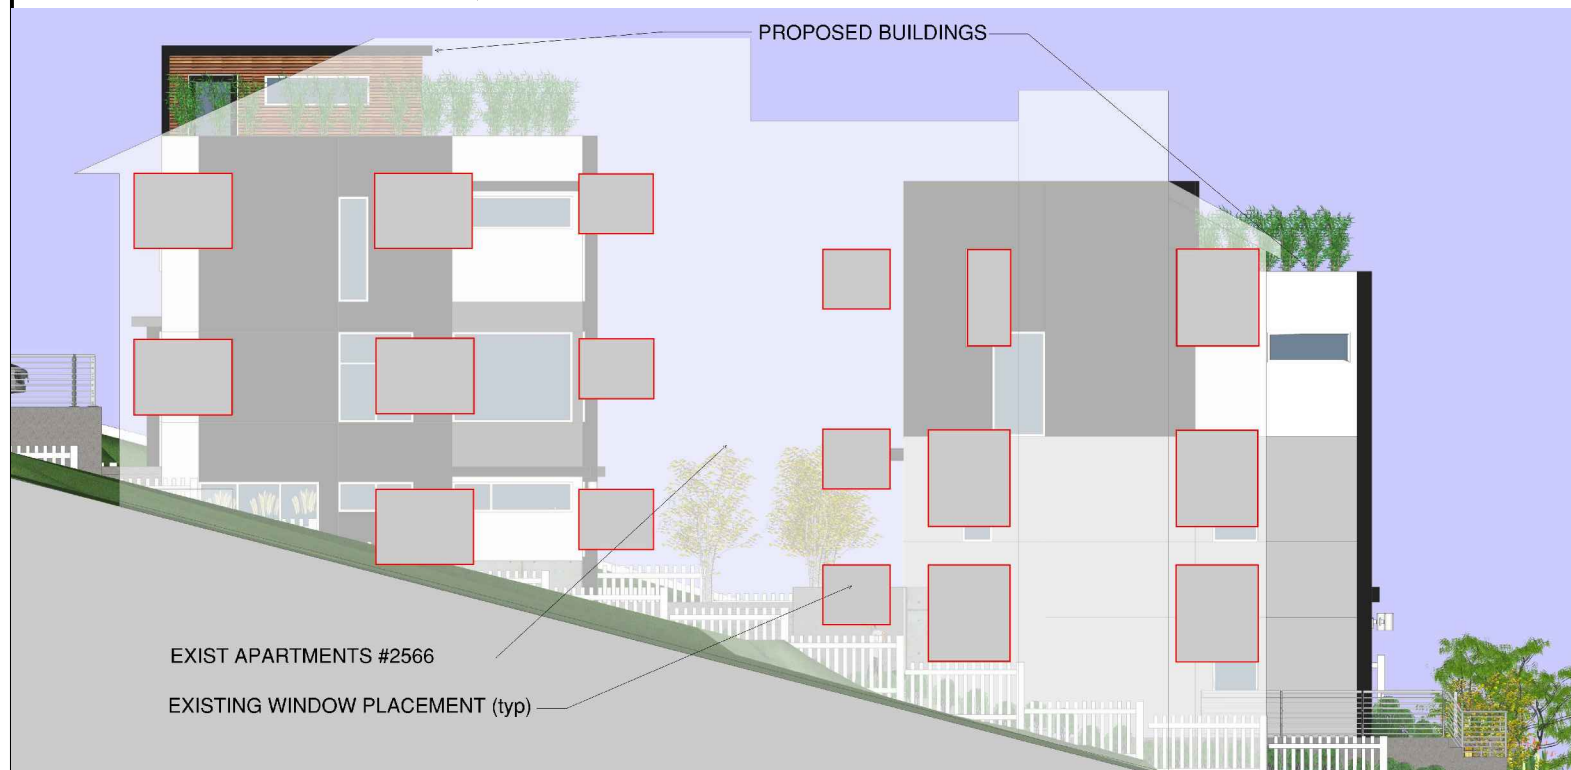 PROPOSED BUILDINGS
EXIST APARTMENTS #2566
EXISTING WINDOW PLACEMENT (typ)